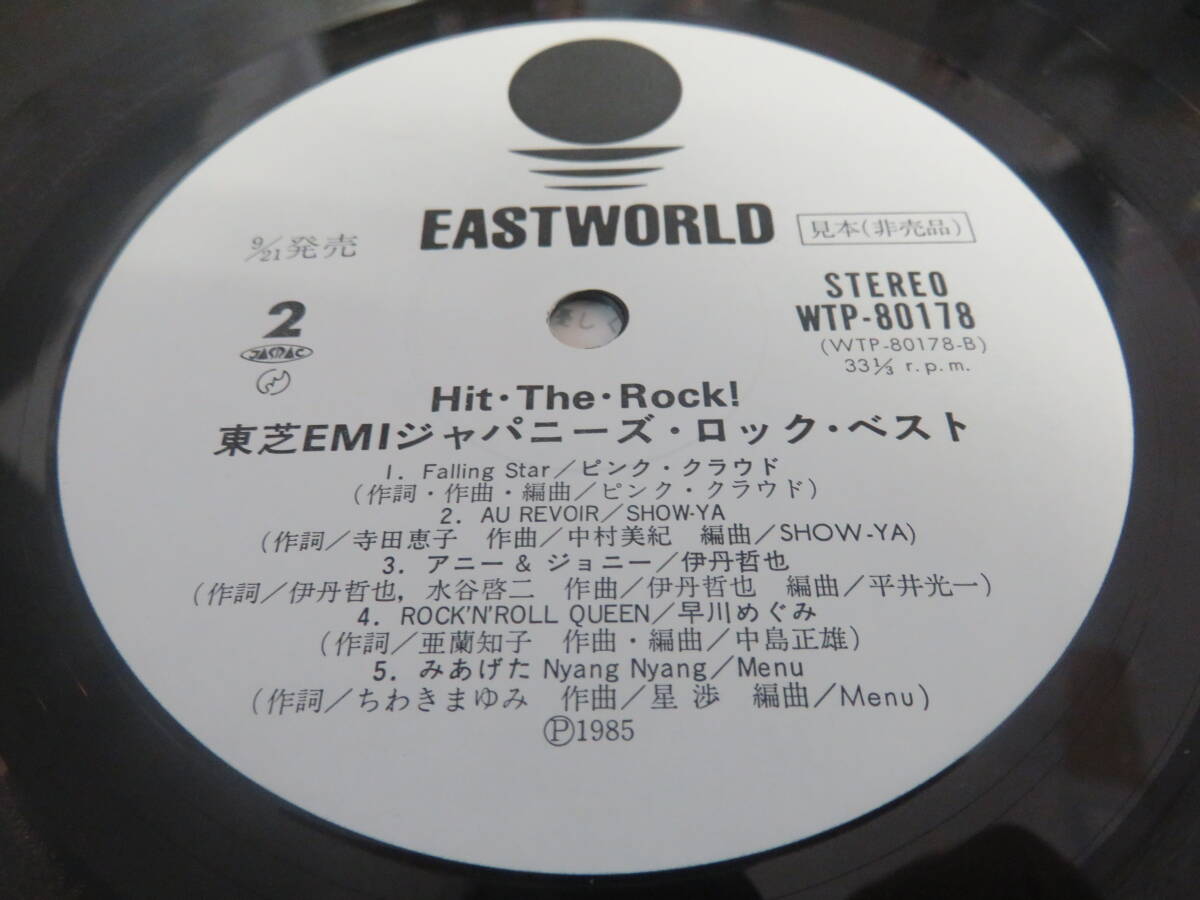 EASTWORLD
9/21発売
見本(非売品)
2
JASRAC
STEREO
WTP-80178
(WTP-80178-B)
33⅓ r.p.m.
Hit・The・Rock!
東芝EMIジャパニーズ・ロック・ベスト
1. Falling Star/ピンク・クラウド
(作詞・作曲・編曲/ピンク・クラウド)
2. AU REVOIR/SHOW-YA
(作詞/寺田恵子 作曲/中村美紀 編曲/SHOW-YA)
3. アニー & ジョニー/伊丹哲也
(作詞/伊丹哲也, 水谷啓二 作曲/伊丹哲也 編曲/平井光一)
4. ROCK'N'ROLL QUEEN/早川めぐみ
(作詞/亜蘭知子 作曲・編曲/中島正雄)
5. みあげた Nyang Nyang/Menu
(作詞/ちわきまゆみ 作曲/星 渉 編曲/Menu)
Ⓟ1985